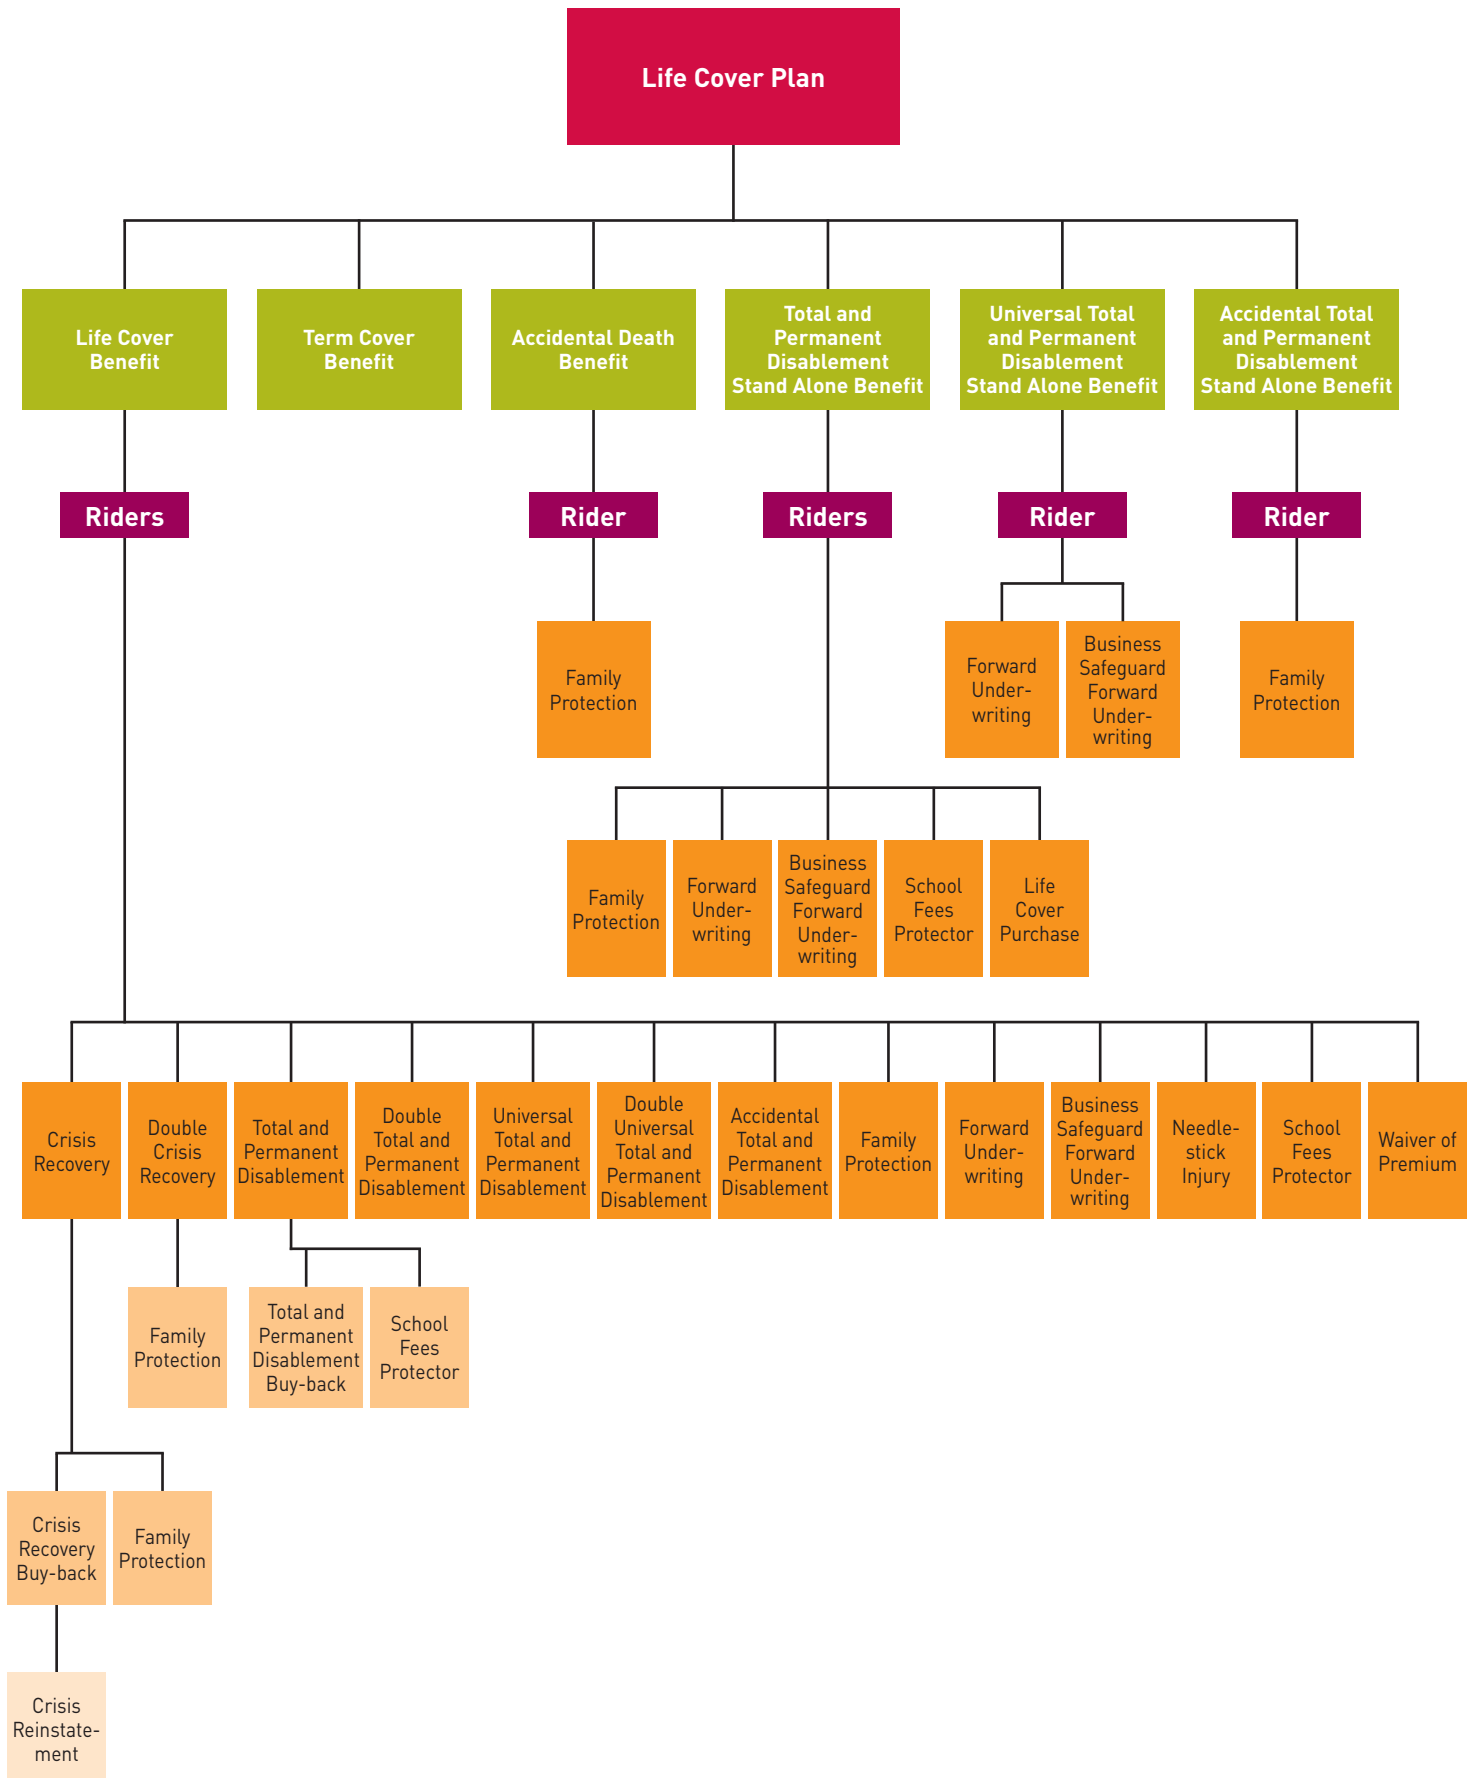 Life Cover Plan
Life Cover
Benefit
Term Cover
Benefit
Accidental Death
Benefit
Total and
Permanent
Disablement
Stand Alone Benefit
Universal Total
and Permanent
Disablement
Stand Alone Benefit
Accidental Total
and Permanent
Disablement
Stand Alone Benefit
Riders
Rider
Riders
Rider
Rider
Family
Protection
Forward
Under-
writing
Business
Safeguard
Forward
Under-
writing
Family
Protection
Family
Protection
Forward
Under-
writing
Business
Safeguard
Forward
Under-
writing
School
Fees
Protector
Life
Cover
Purchase
Crisis
Recovery
Double
Crisis
Recovery
Total and
Permanent
Disablement
Double
Total and
Permanent
Disablement
Universal
Total and
Permanent
Disablement
Double
Universal
Total and
Permanent
Disablement
Accidental
Total and
Permanent
Disablement
Family
Protection
Forward
Under-
writing
Business
Safeguard
Forward
Under-
writing
Needle-
stick
Injury
School
Fees
Protector
Waiver of
Premium
Family
Protection
Total and
Permanent
Disablement
Buy-back
School
Fees
Protector
Crisis
Recovery
Buy-back
Family
Protection
Crisis
Reinstate-
ment